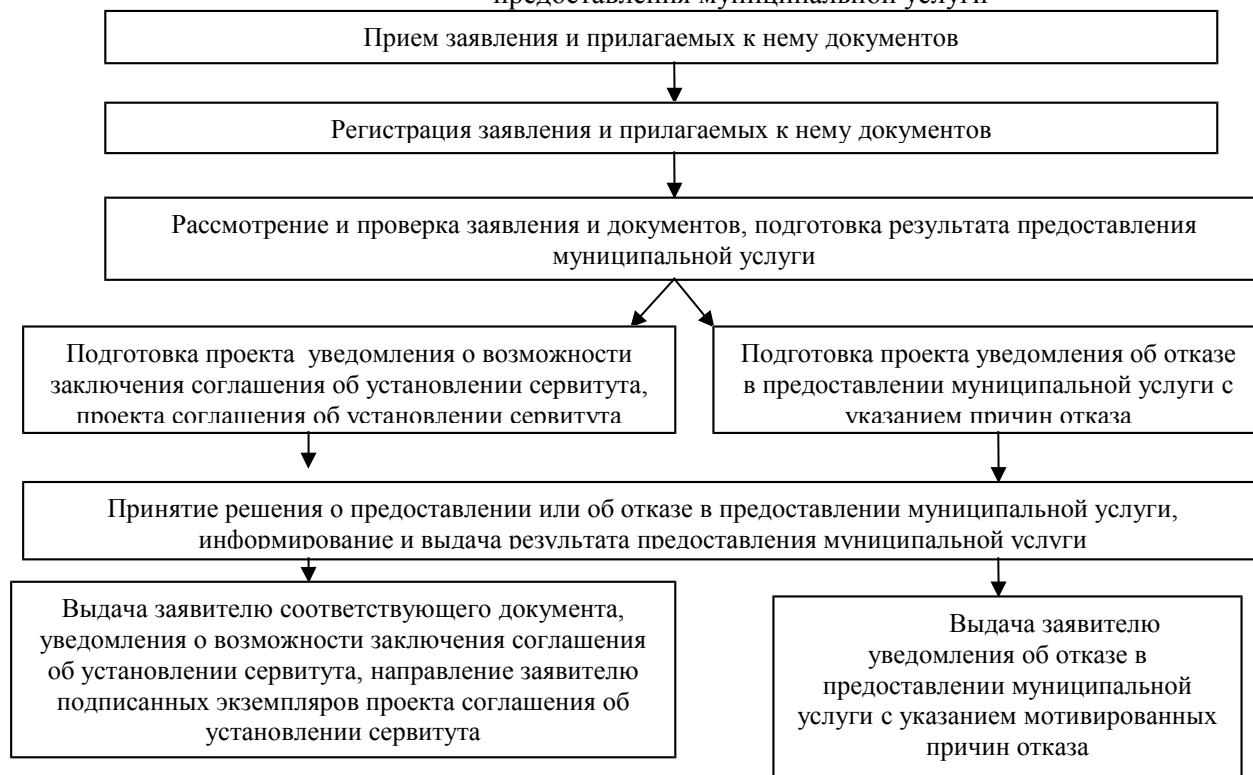 предоставления муниципальной услуги
Прием заявления и прилагаемых к нему документов
Регистрация заявления и прилагаемых к нему документов
Рассмотрение и проверка заявления и документов, подготовка результата предоставления
муниципальной услуги
Подготовка проекта уведомления о возможности
заключения соглашения об установлении сервитута,
проекта соглашения об установлении сервитута
Подготовка проекта уведомления об отказе
в предоставлении муниципальной услуги с
указанием причин отказа
Принятие решения о предоставлении или об отказе в предоставлении муниципальной услуги,
информирование и выдача результата предоставления муниципальной услуги
Выдача заявителю соответствующего документа,
уведомления о возможности заключения соглашения
об установлении сервитута, направление заявителю
подписанных экземпляров проекта соглашения об
установлении сервитута
Выдача заявителю
уведомления об отказе в
предоставлении муниципальной
услуги с указанием мотивированных
причин отказа